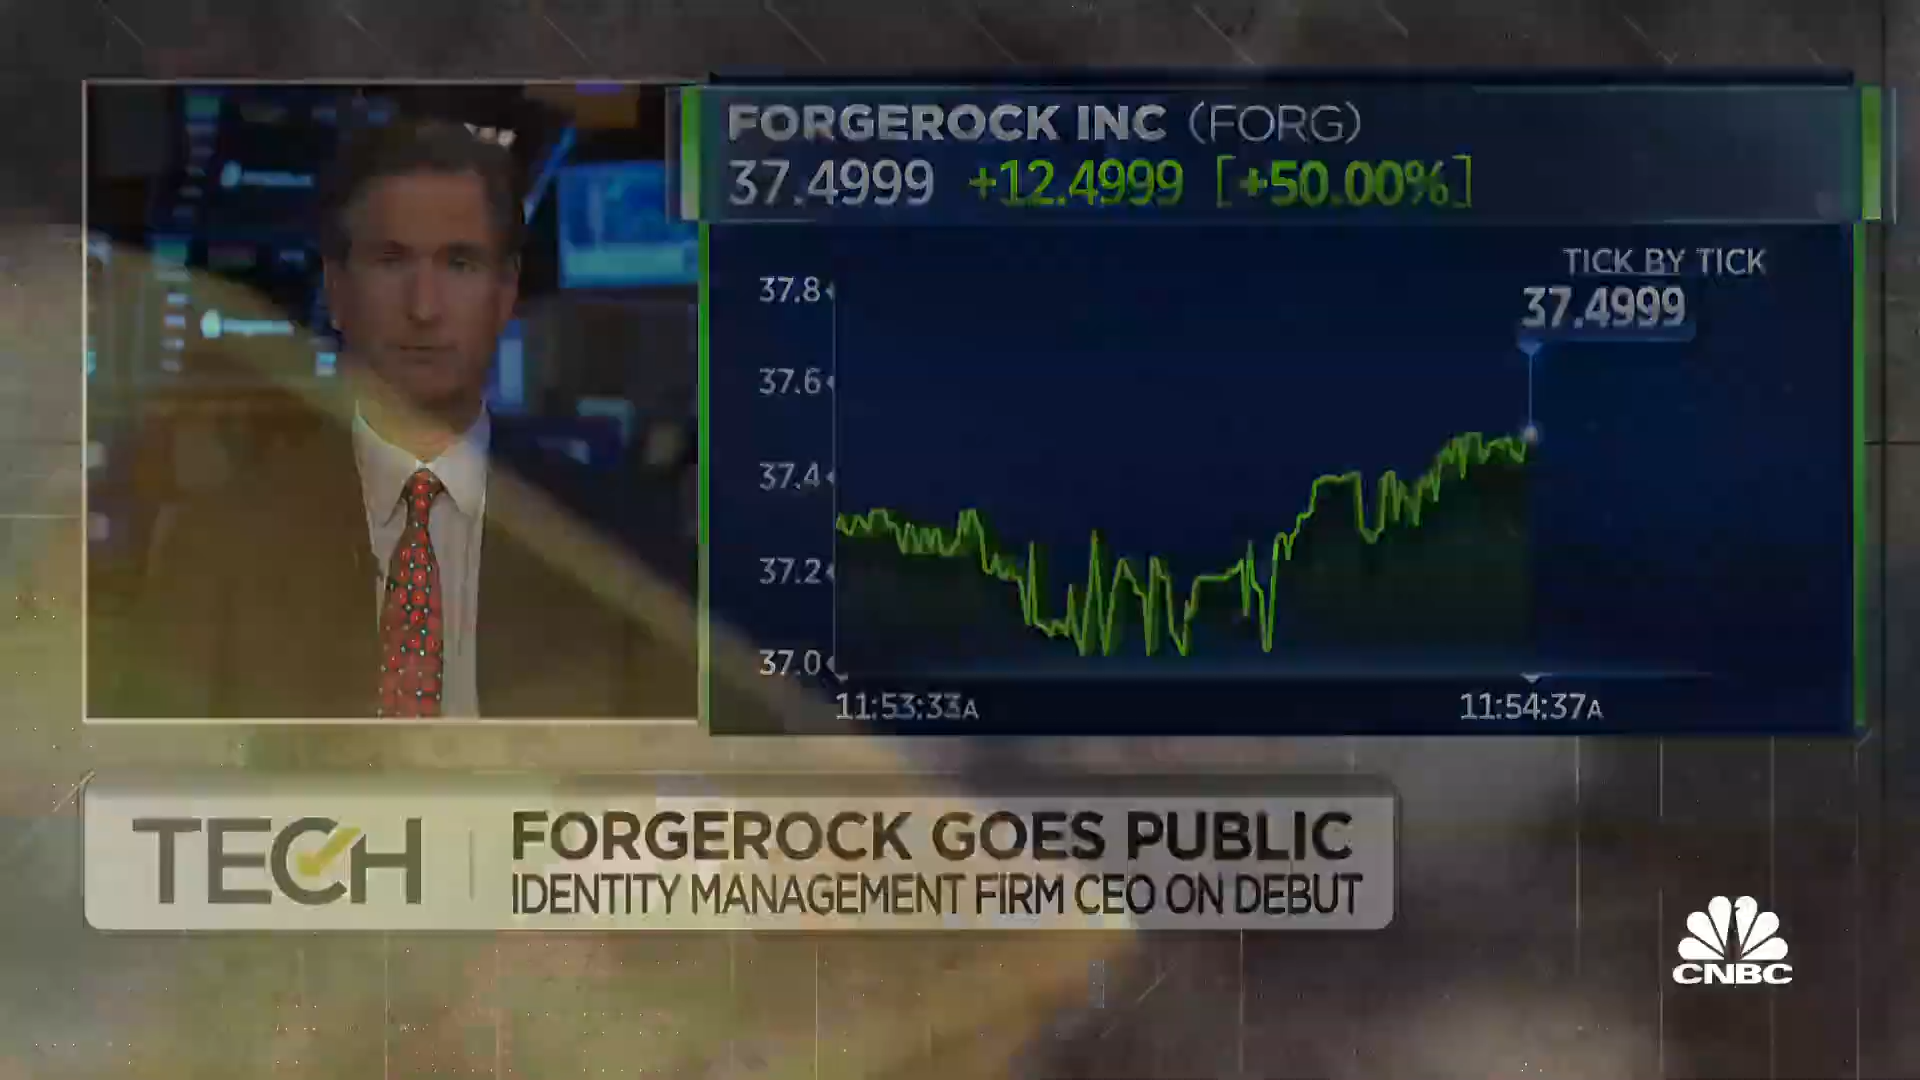 FORGEROCK INC (FORG)
37.4999 +12.4999 [+50.00%]
TICK BY TICK
37.4999
37.8
37.6
37.4
37.2
37.0
11:53:33A
11:54:37A
TECH
FORGEROCK GOES PUBLIC
IDENTITY MANAGEMENT FIRM CEO ON DEBUT
CNBC